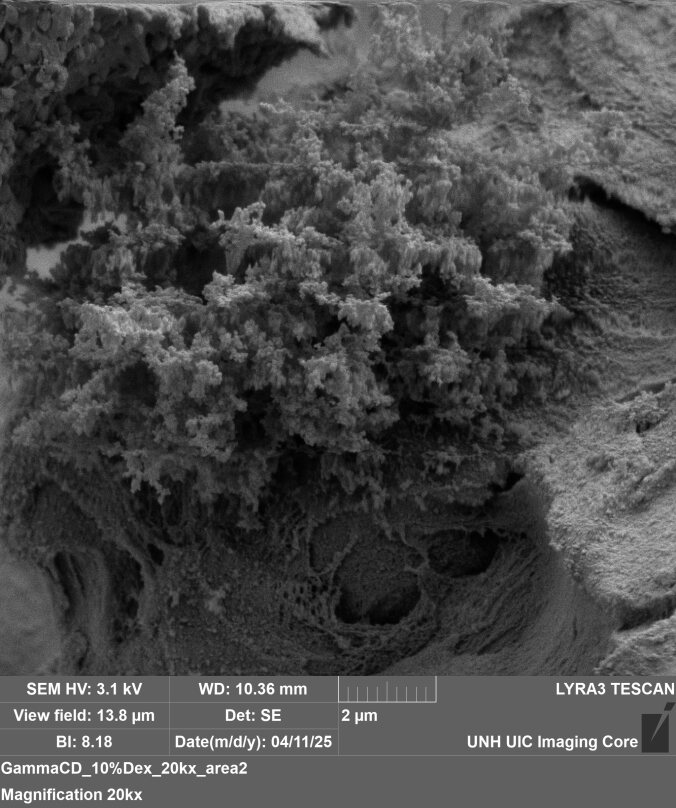 SEM HV: 3.1 kV WD: 10.36 mm LYRA3 TESCAN
View field: 13.8 µm Det: SE 2 µm
BI: 8.18 Date(m/d/y): 04/11/25 UNH UIC Imaging Core
GammaCD_10%Dex_20kx_area2
Magnification 20kx